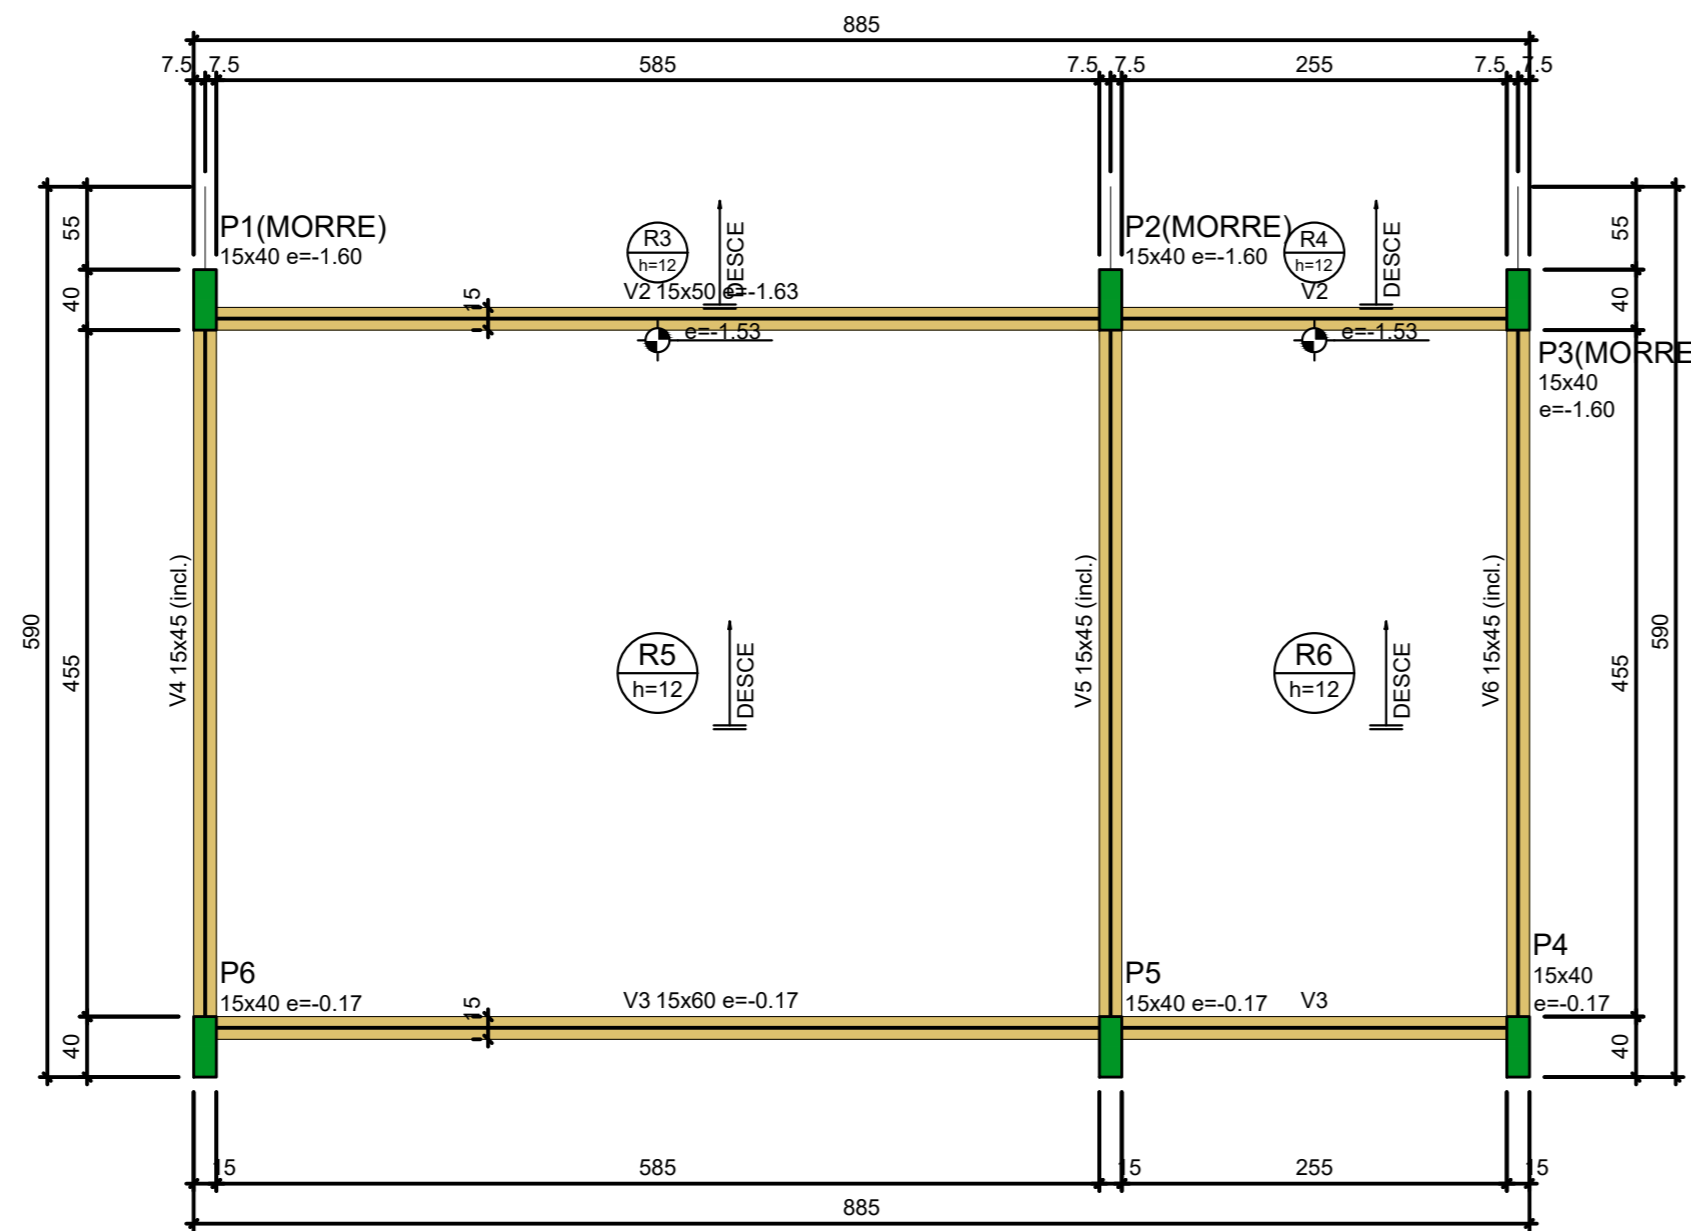 885
7.5
7.5
585
7.5
7.5
255
7.5
7.5
P1(MORRE)
15x40 e=-1.60
R3
h=12
DESCE
P2(MORRE)
15x40 e=-1.60
R4
h=12
DESCE
55
55
40
40
15
V2 15x50 e=-1.63
V2
e=-1.53
e=-1.53
P3(MORRE
15x40
e=-1.60
590
455
V4 15x45 (incl.)
R5
h=12
DESCE
V5 15x45 (incl.)
R6
h=12
DESCE
V6 15x45 (incl.)
455
590
P6
15x40 e=-0.17
15
V3 15x60 e=-0.17
P5
15x40 e=-0.17
V3
P4
15x40
e=-0.17
40
40
15
585
15
255
15
885